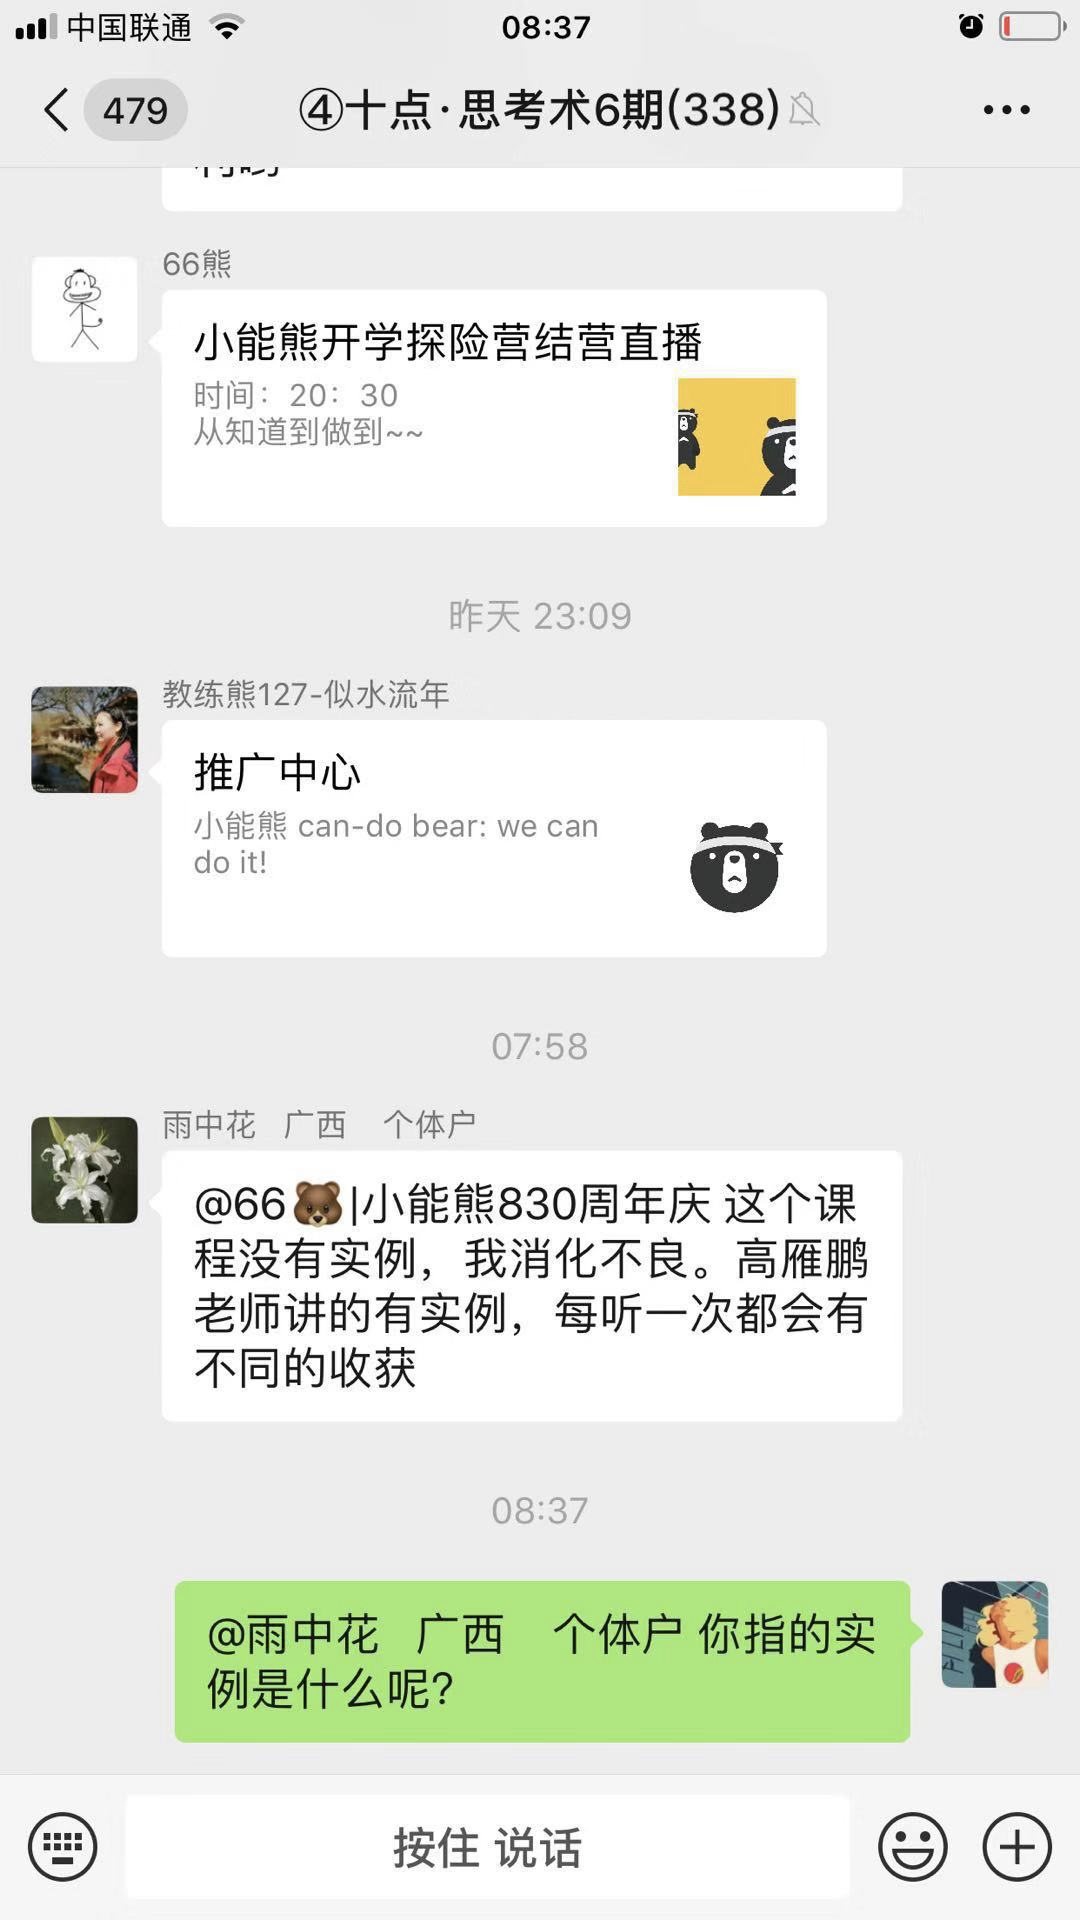 中国联通
08:37
479
④十点·思考术6期(338)
66熊
小能熊开学探险营结营直播
时间：20：30
从知道到做到~~
昨天 23:09
教练熊127-似水流年
推广中心
小能熊 can-do bear: we can
do it!
07:58
雨中花 广西 个体户
@66🐻|小能熊830周年庆 这个课
程没有实例，我消化不良。高雁鹏
老师讲的有实例，每听一次都会有
不同的收获
08:37
@雨中花 广西 个体户 你指的实
例是什么呢？
按住 说话